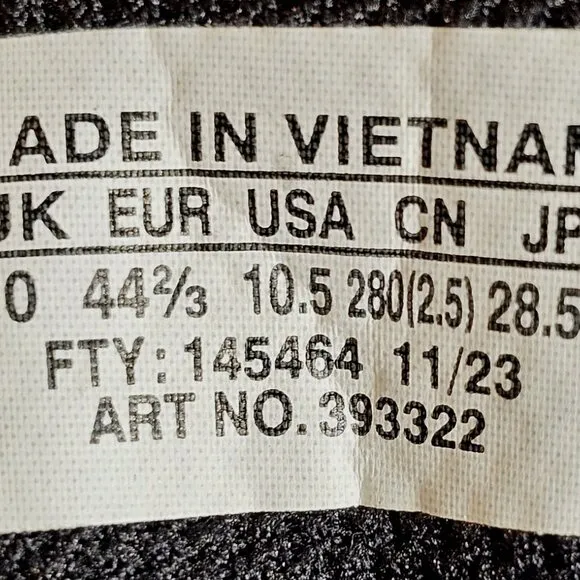 ADE IN VIETNA
UK EUR USA CN JP
0 44⅔ 10.5 280(2.5) 28.5
FTY: 145464 11/23
ART NO. 393322